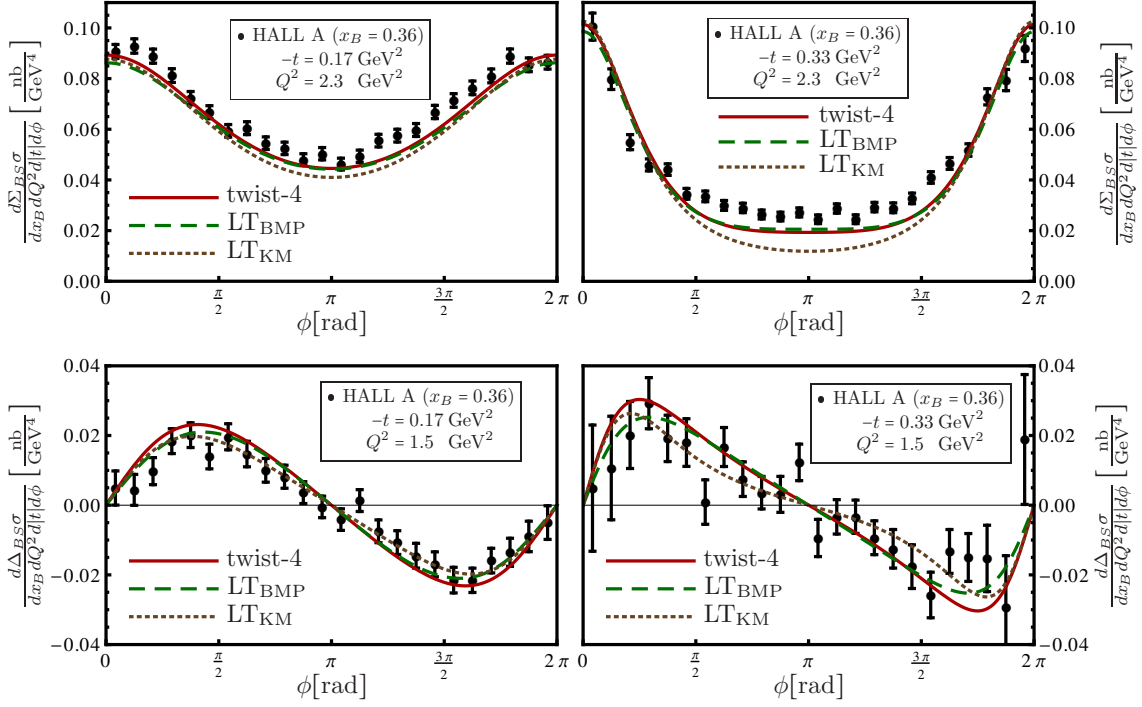 0.10
0.08
0.06
0.04
0.02
0.00
dΣ_BS σ / dx_B dQ² d|t| dϕ [nb / GeV⁴]
● HALL A (x_B = 0.36)
−t = 0.17 GeV²
Q² = 2.3 GeV²
twist-4
LT_BMP
LT_KM
0 π/2 π 3π/2 2 π
ϕ[rad]
● HALL A (x_B = 0.36)
−t = 0.33 GeV²
Q² = 2.3 GeV²
twist-4
LT_BMP
LT_KM
0.10
0.08
0.06
0.04
0.02
0.00
dΣ_BS σ / dx_B dQ² d|t| dϕ [nb / GeV⁴]
0 π/2 π 3π/2 2 π
ϕ[rad]
0.04
0.02
0.00
−0.02
−0.04
dΔ_BS σ / dx_B dQ² d|t| dϕ [nb / GeV⁴]
● HALL A (x_B = 0.36)
−t = 0.17 GeV²
Q² = 1.5 GeV²
twist-4
LT_BMP
LT_KM
0 π/2 π 3π/2 2 π
ϕ[rad]
● HALL A (x_B = 0.36)
−t = 0.33 GeV²
Q² = 1.5 GeV²
twist-4
LT_BMP
LT_KM
0.04
0.02
0.00
−0.02
−0.04
dΔ_BS σ / dx_B dQ² d|t| dϕ [nb / GeV⁴]
0 π/2 π 3π/2 2 π
ϕ[rad]